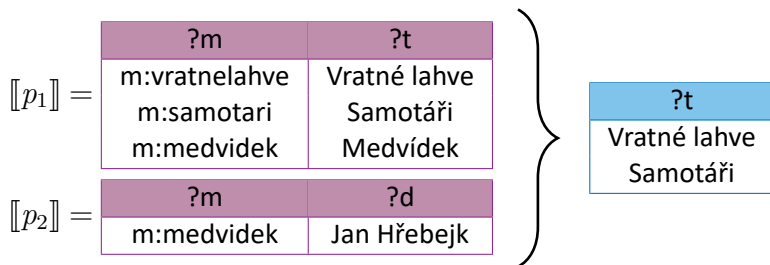 ?m ?t
⟦p₁⟧ =
m:vratnelahve Vratné lahve
m:samotari Samotáři
m:medvidek Medvídek
?m ?d
⟦p₂⟧ =
m:medvidek Jan Hřebejk
?t
Vratné lahve
Samotáři